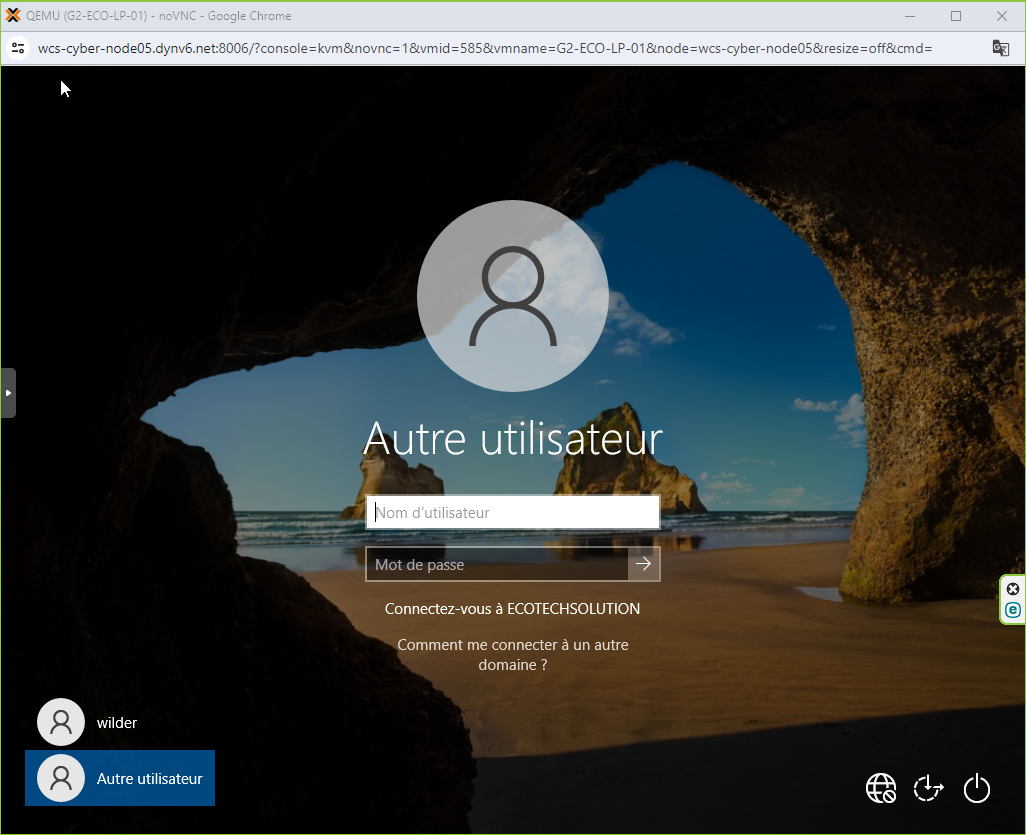 QEMU (G2-ECO-LP-01) - noVNC - Google Chrome
wcs-cyber-node05.dynv6.net:8006/?console=kvm&novnc=1&vmid=585&vmname=G2-ECO-LP-01&node=wcs-cyber-node05&resize=off&cmd=
Autre utilisateur
Nom d'utilisateur
Mot de passe
Connectez-vous à ECOTECHSOLUTION
Comment me connecter à un autre
domaine ?
wilder
Autre utilisateur